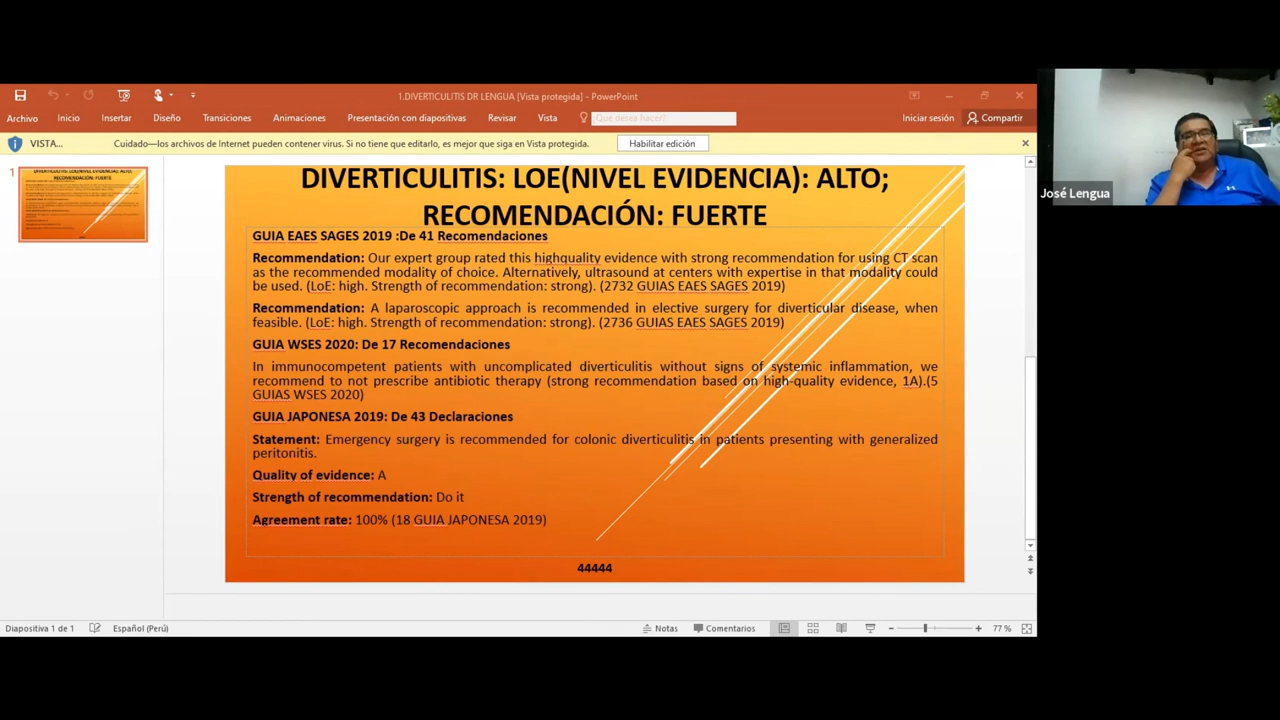 1.DIVERTICULITIS DR LENGUA [Vista protegida] - PowerPoint
Archivo Inicio Insertar Diseño Transiciones Animaciones Presentación con diapositivas Revisar Vista ¿Qué desea hacer? Iniciar sesión Compartir
VISTA... Cuidado—los archivos de Internet pueden contener virus. Si no tiene que editarlo, es mejor que siga en Vista protegida. Habilitar edición
José Lengua
1
DIVERTICULITIS: LOE(NIVEL EVIDENCIA): ALTO;
RECOMENDACIÓN: FUERTE
DIVERTICULITIS: LOE(NIVEL EVIDENCIA): ALTO;
RECOMENDACIÓN: FUERTE
GUIA EAES SAGES 2019 :De 41 Recomendaciones
Recommendation: Our expert group rated this highquality evidence with strong recommendation for using CT scan
as the recommended modality of choice. Alternatively, ultrasound at centers with expertise in that modality could
be used. (LoE: high. Strength of recommendation: strong). (2732 GUIAS EAES SAGES 2019)
Recommendation: A laparoscopic approach is recommended in elective surgery for diverticular disease, when
feasible. (LoE: high. Strength of recommendation: strong). (2736 GUIAS EAES SAGES 2019)
GUIA WSES 2020: De 17 Recomendaciones
In immunocompetent patients with uncomplicated diverticulitis without signs of systemic inflammation, we
recommend to not prescribe antibiotic therapy (strong recommendation based on high-quality evidence, 1A).(5
GUIAS WSES 2020)
GUIA JAPONESA 2019: De 43 Declaraciones
Statement: Emergency surgery is recommended for colonic diverticulitis in patients presenting with generalized
peritonitis.
Quality of evidence: A
Strength of recommendation: Do it
Agreement rate: 100% (18 GUIA JAPONESA 2019)
44444
Diapositiva 1 de 1 Español (Perú) Notas Comentarios 77 %